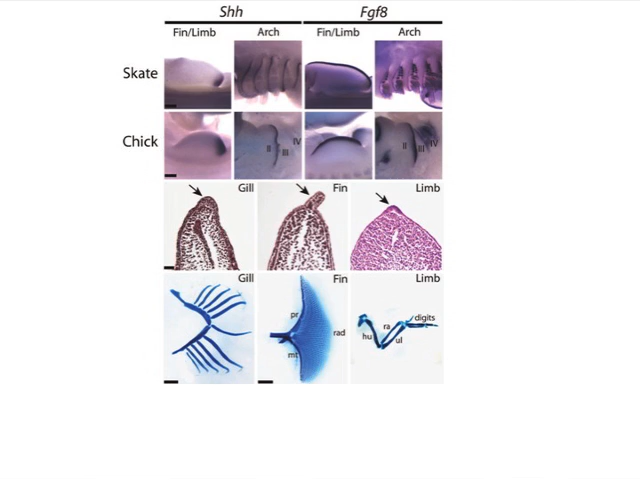 Shh Fgf8
Fin/Limb Arch Fin/Limb Arch
Skate
Chick
II III IV II III IV
Gill Fin Limb
Gill Fin Limb
pr rad mt
hu ra ul digits